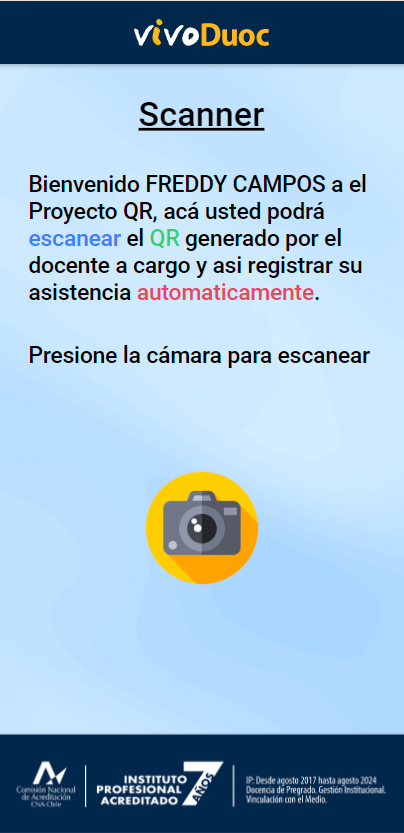 vivoDuoc
Scanner
Bienvenido FREDDY CAMPOS a el
Proyecto QR, acá usted podrá
escanear el QR generado por el
docente a cargo y asi registrar su
asistencia automaticamente.
Presione la cámara para escanear
Comisión Nacional
de Acreditación
CNA-Chile
INSTITUTO
PROFESIONAL
ACREDITADO
7 AÑOS
IP: Desde agosto 2017 hasta agosto 2024
Docencia de Pregrado. Gestión Institucional.
Vinculación con el Medio.